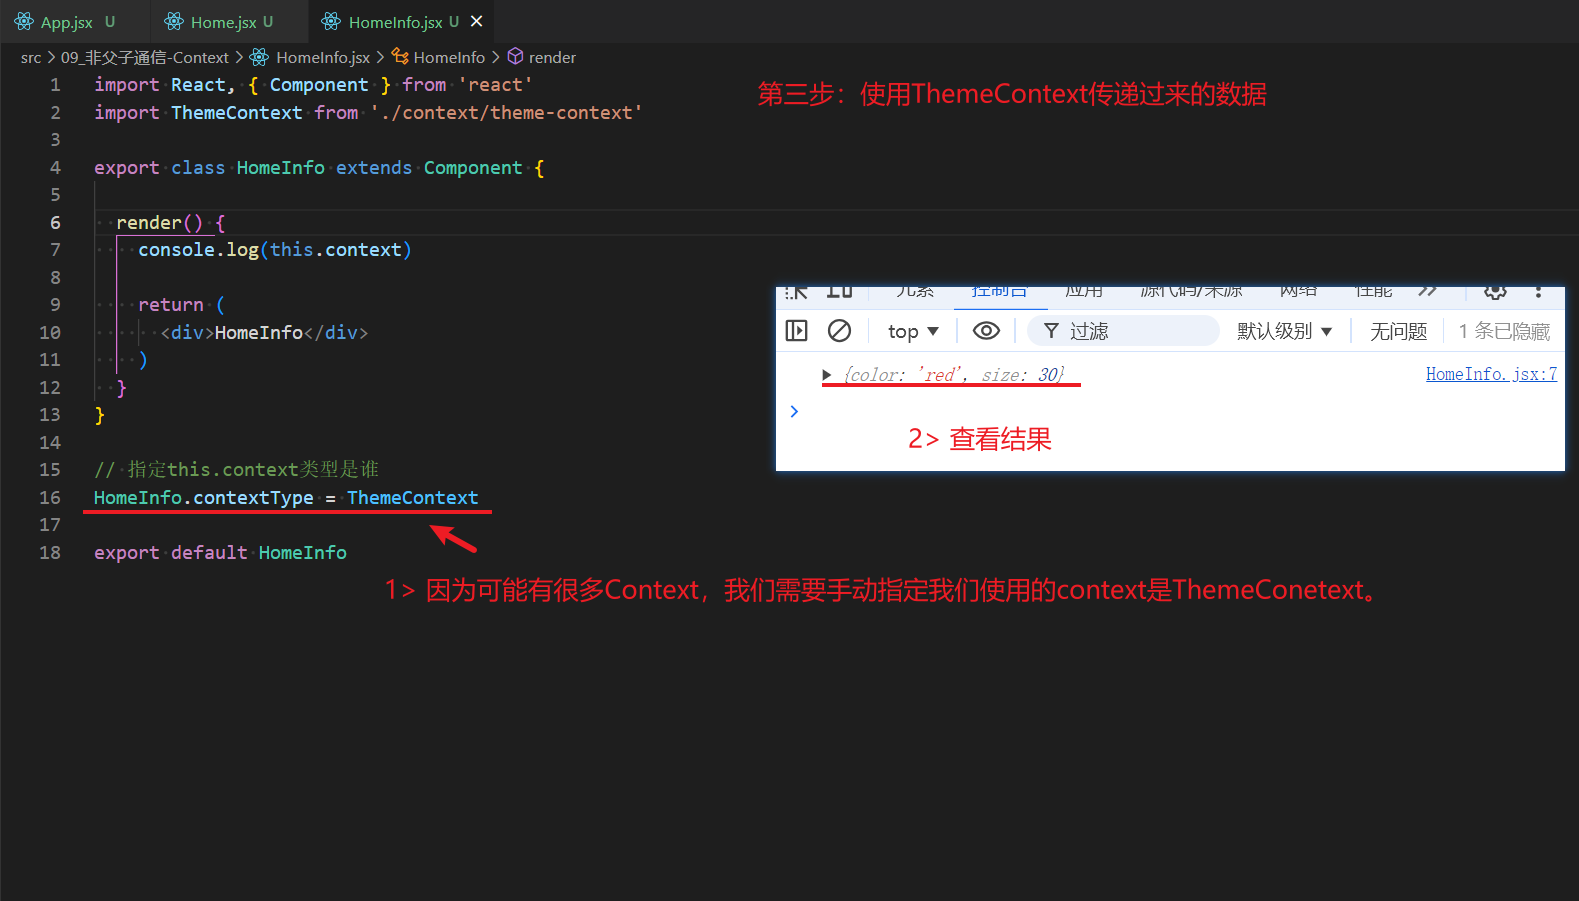 App.jsx U Home.jsx U HomeInfo.jsx U
src > 09_非父子通信-Context > HomeInfo.jsx > HomeInfo > render
1 import React, { Component } from 'react'
第三步：使用ThemeContext传递过来的数据
2 import ThemeContext from './context/theme-context'
3
4 export class HomeInfo extends Component {
5
6 render() {
7 console.log(this.context)
8
9 return (
10 <div>HomeInfo</div>
11 )
12 }
13 }
14
15 // 指定this.context类型是谁
16 HomeInfo.contextType = ThemeContext
17
18 export default HomeInfo
元素 控制台 应用 源代码/来源 网络 性能 >>
top 过滤 默认级别 无问题 1 条已隐藏
{color: 'red', size: 30} HomeInfo.jsx:7
>
2> 查看结果
1> 因为可能有很多Context，我们需要手动指定我们使用的context是ThemeConetext。